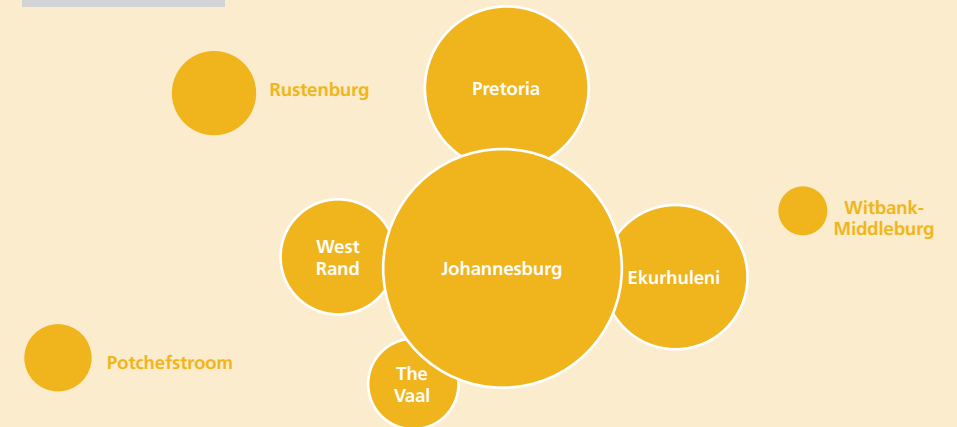 Pretoria
Rustenburg
Witbank-
Middleburg
West
Rand
Johannesburg
Ekurhuleni
Potchefstroom
The
Vaal